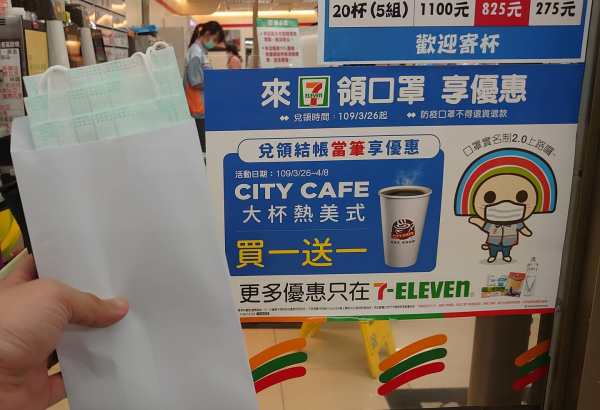 20杯(5組) 1100元 825元 275元
歡迎寄杯
來 7-ELEVEN 領口罩 享優惠
兌領時間:109/3/26起 防疫口罩不得退貨退款
兌領結帳當筆享優惠
口罩實名制2.0上路囉~
活動日期:109/3/26-4/8
CITY CAFE
大杯熱美式
買一送一
CITY CAFE
更多優惠只在 7-ELEVEN